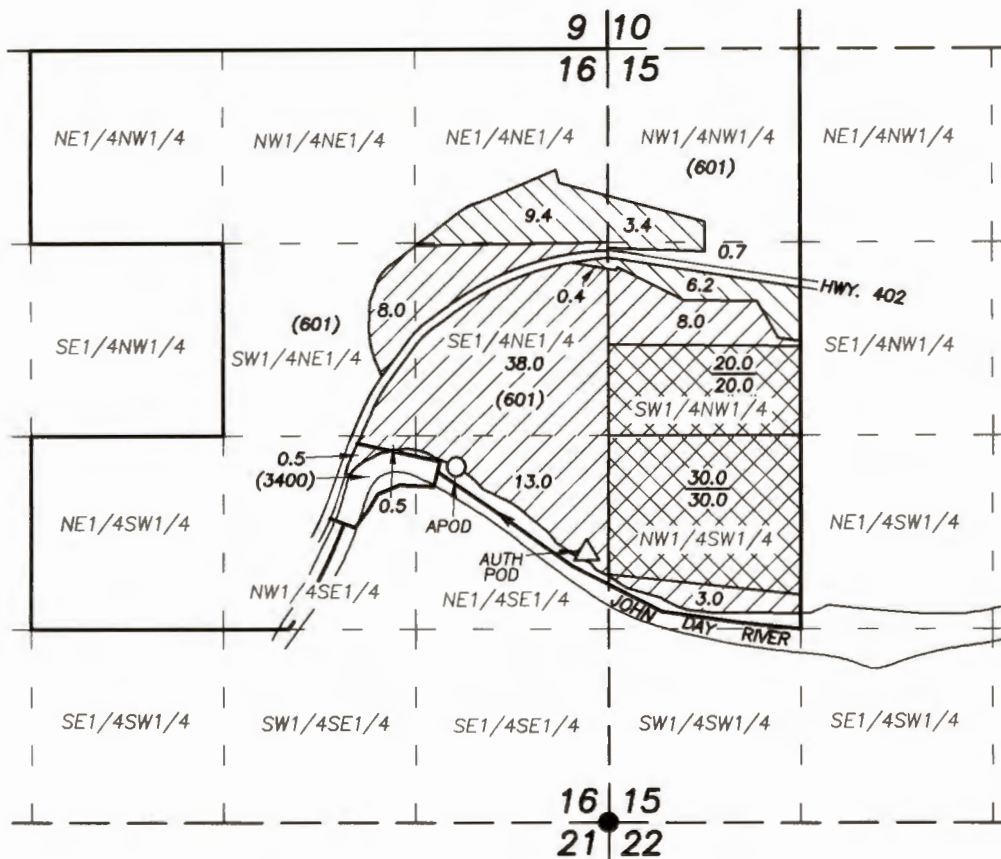 9 10
16 15
NE1/4NW1/4
NW1/4NE1/4
NE1/4NE1/4
NW1/4NW1/4
(601)
NE1/4NW1/4
9.4
3.4
0.7
HWY. 402
6.2
0.4
8.0
8.0
(601)
SE1/4NW1/4
SW1/4NE1/4
SE1/4NE1/4
38.0
(601)
20.0
20.0
SW1/4NW1/4
SE1/4NW1/4
0.5
(3400)
0.5
APOD
13.0
30.0
30.0
NE1/4SW1/4
NW1/4SW1/4
NE1/4SW1/4
AUTH
POD
NW1/4SE1/4
NE1/4SE1/4
3.0
JOHN DAY RIVER
SE1/4SW1/4
SW1/4SE1/4
SE1/4SE1/4
SW1/4SW1/4
SE1/4SW1/4
16 15
21 22